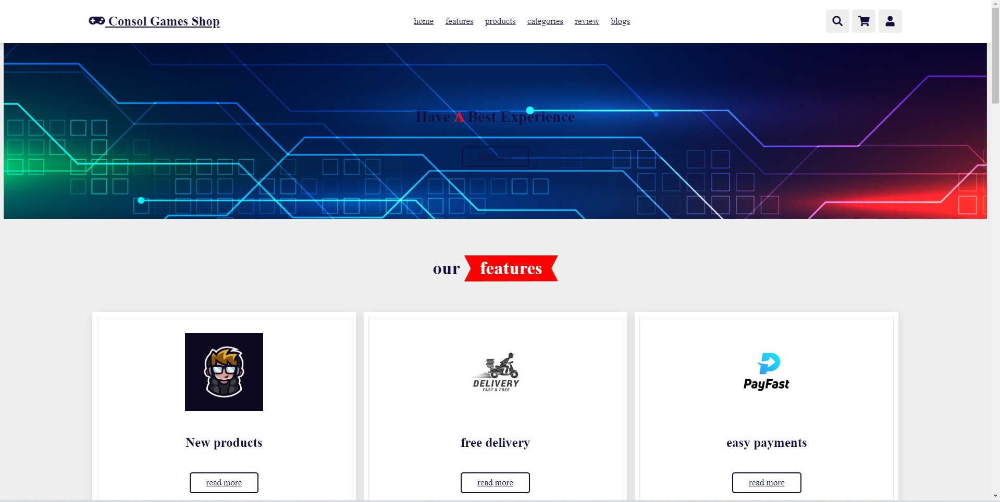 Consol Games Shop
home features products categories review blogs
Have A Best Experience
shop now
our features
DELIVERY
FAST & FREE
PayFast
New products
free delivery
easy payments
read more
read more
read more